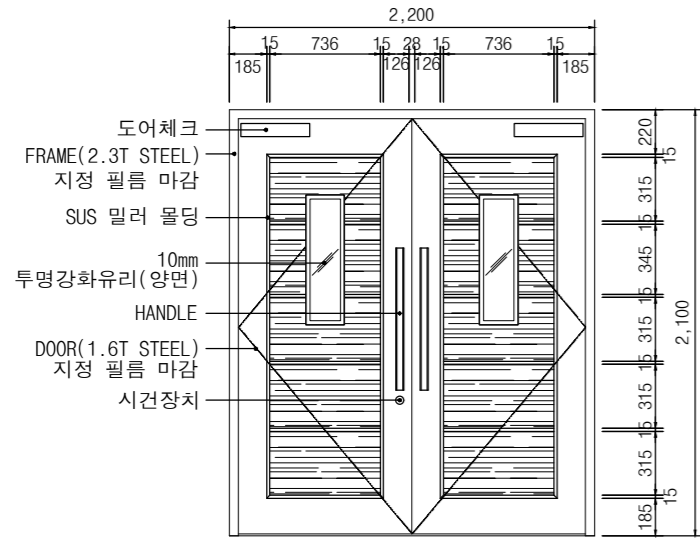 2,200
15 736 15 28 15 736 15
185 126 126 185
도어체크
FRAME(2.3T STEEL)
지정 필름 마감
SUS 밀러 몰딩
10mm
투명강화유리(양면)
HANDLE
DOOR(1.6T STEEL)
지정 필름 마감
시건장치
220
15
315
15
345
15
315
15
315
15
315
15
185
2,100